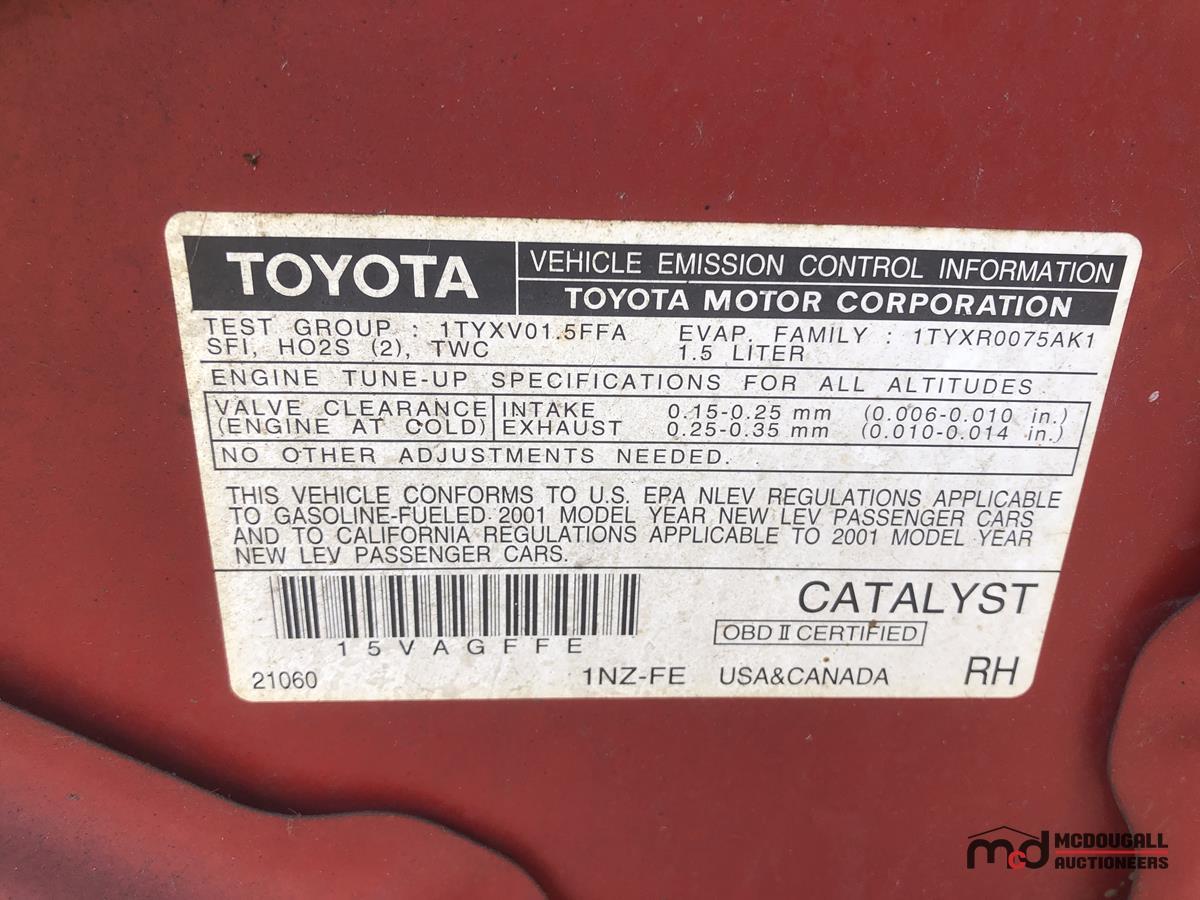 TOYOTA
VEHICLE EMISSION CONTROL INFORMATION
TOYOTA MOTOR CORPORATION
TEST GROUP : 1TYXV01.5FFA EVAP. FAMILY : 1TYXR0075AK1
SFI, HO2S (2), TWC 1.5 LITER
ENGINE TUNE-UP SPECIFICATIONS FOR ALL ALTITUDES
VALVE CLEARANCE INTAKE 0.15-0.25 mm (0.006-0.010 in.)
(ENGINE AT COLD) EXHAUST 0.25-0.35 mm (0.010-0.014 in.)
NO OTHER ADJUSTMENTS NEEDED.
THIS VEHICLE CONFORMS TO U.S. EPA NLEV REGULATIONS APPLICABLE
TO GASOLINE-FUELED 2001 MODEL YEAR NEW LEV PASSENGER CARS
AND TO CALIFORNIA REGULATIONS APPLICABLE TO 2001 MODEL YEAR
NEW LEV PASSENGER CARS.
CATALYST
OBD II CERTIFIED
15VAGFFE
21060 1NZ-FE USA&CANADA RH
mcd MCDOUGALL
AUCTIONEERS